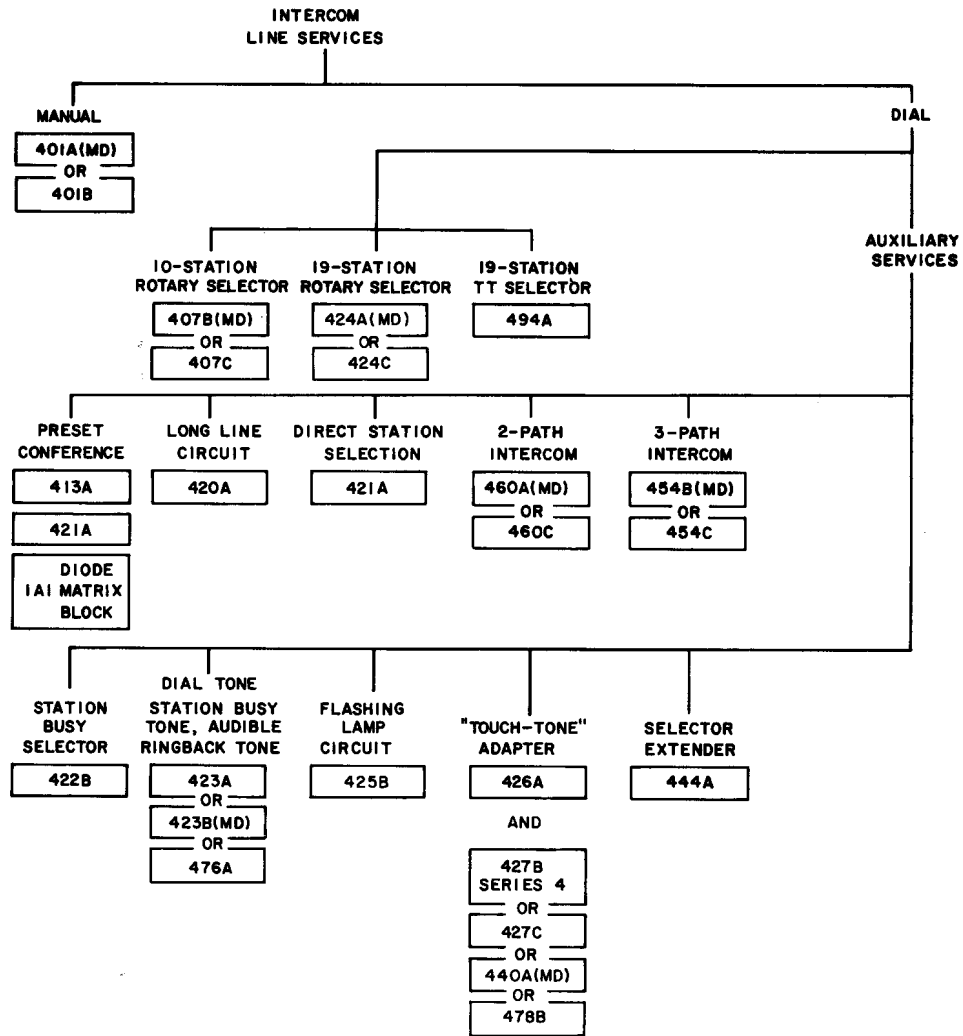 INTERCOM
LINE SERVICES
MANUAL
401A(MD)
OR
401B
DIAL
AUXILIARY
SERVICES
10-STATION
ROTARY SELECTOR
407B(MD)
OR
407C
19-STATION
ROTARY SELECTOR
424A(MD)
OR
424C
19-STATION
TT SELECTOR
494A
PRESET
CONFERENCE
413A
421A
DIODE
1A1 MATRIX
BLOCK
LONG LINE
CIRCUIT
420A
DIRECT STATION
SELECTION
421A
2-PATH
INTERCOM
460A(MD)
OR
460C
3-PATH
INTERCOM
454B(MD)
OR
454C
STATION
BUSY
SELECTOR
422B
DIAL TONE
STATION BUSY
TONE, AUDIBLE
RINGBACK TONE
423A
OR
423B(MD)
OR
476A
FLASHING
LAMP
CIRCUIT
425B
"TOUCH-TONE"
ADAPTER
426A
AND
427B
SERIES 4
OR
427C
OR
440A(MD)
OR
478B
SELECTOR
EXTENDER
444A